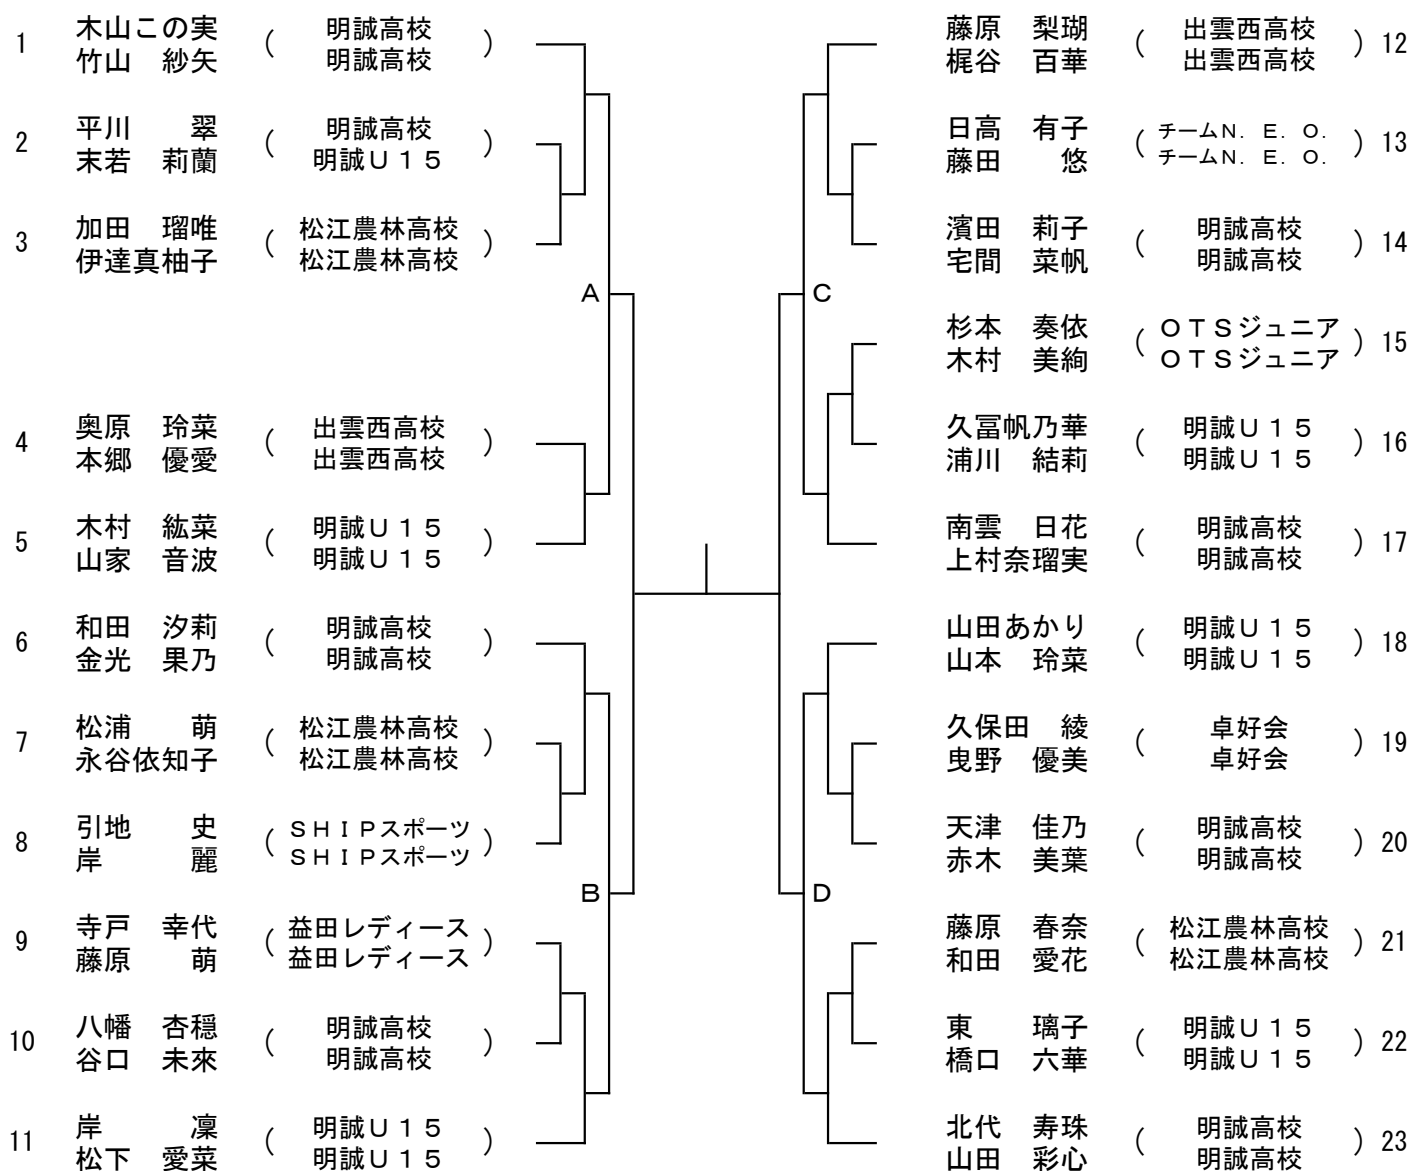 1 木山この実 ( 明誠高校 )
竹山　紗矢 明誠高校
2 平川　　翠 ( 明誠高校 )
末若　莉蘭 明誠Ｕ１５
3 加田　瑠唯 ( 松江農林高校 )
伊達真柚子 松江農林高校
A
4 奥原　玲菜 ( 出雲西高校 )
本郷　優愛 出雲西高校
5 木村　紘菜 ( 明誠Ｕ１５ )
山家　音波 明誠Ｕ１５
6 和田　汐莉 ( 明誠高校 )
金光　果乃 明誠高校
7 松浦　　萌 ( 松江農林高校 )
永谷依知子 松江農林高校
8 引地　　史 ( ＳＨＩＰスポーツ )
岸　　　麗 ＳＨＩＰスポーツ
B
9 寺戸　幸代 ( 益田レディース )
藤原　　萌 益田レディース
10 八幡　杏穏 ( 明誠高校 )
谷口　未來 明誠高校
11 岸　　　凜 ( 明誠Ｕ１５ )
松下　愛菜 明誠Ｕ１５
藤原　梨瑚 ( 出雲西高校 ) 12
梶谷　百華 出雲西高校
日高　有子 ( チームＮ．Ｅ．Ｏ． ) 13
藤田　　悠 チームＮ．Ｅ．Ｏ．
濱田　莉子 ( 明誠高校 ) 14
宅間　菜帆 明誠高校
C
杉本　奏依 ( ＯＴＳジュニア ) 15
木村　美絢 ＯＴＳジュニア
久冨帆乃華 ( 明誠Ｕ１５ ) 16
浦川　結莉 明誠Ｕ１５
南雲　日花 ( 明誠高校 ) 17
上村奈瑠実 明誠高校
山田あかり ( 明誠Ｕ１５ ) 18
山本　玲菜 明誠Ｕ１５
久保田　綾 ( 卓好会 ) 19
曵野　優美 卓好会
天津　佳乃 ( 明誠高校 ) 20
赤木　美葉 明誠高校
D
藤原　春奈 ( 松江農林高校 ) 21
和田　愛花 松江農林高校
東　　璃子 ( 明誠Ｕ１５ ) 22
橋口　六華 明誠Ｕ１５
北代　寿珠 ( 明誠高校 ) 23
山田　彩心 明誠高校